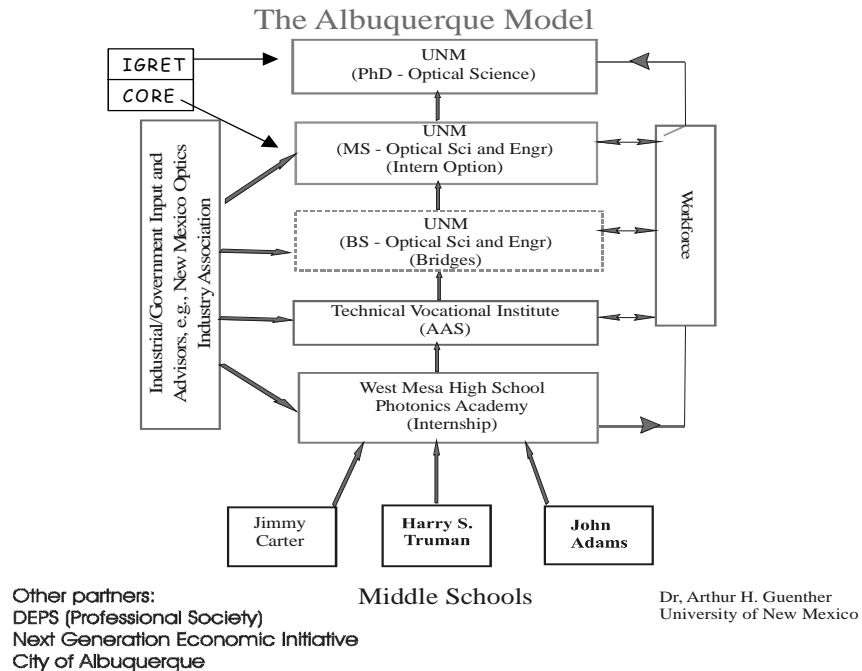 The Albuquerque Model
IGRET
CORE
UNM
(PhD - Optical Science)
UNM
(MS - Optical Sci and Engr)
(Intern Option)
UNM
(BS - Optical Sci and Engr)
(Bridges)
Technical Vocational Institute
(AAS)
West Mesa High School
Photonics Academy
(Internship)
Industrial/Government Input and
Advisors, e.g., New Mexico Optics
Industry Association
Workforce
Jimmy
Carter
Harry S.
Truman
John
Adams
Middle Schools
Other partners:
DEPS (Professional Society)
Next Generation Economic Initiative
City of Albuquerque
Dr, Arthur H. Guenther
University of New Mexico